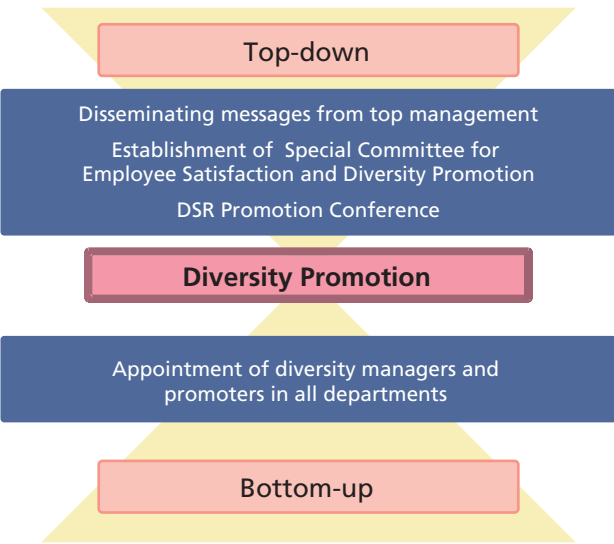 Top-down
Disseminating messages from top management
Establishment of Special Committee for
Employee Satisfaction and Diversity Promotion
DSR Promotion Conference
Diversity Promotion
Appointment of diversity managers and
promoters in all departments
Bottom-up